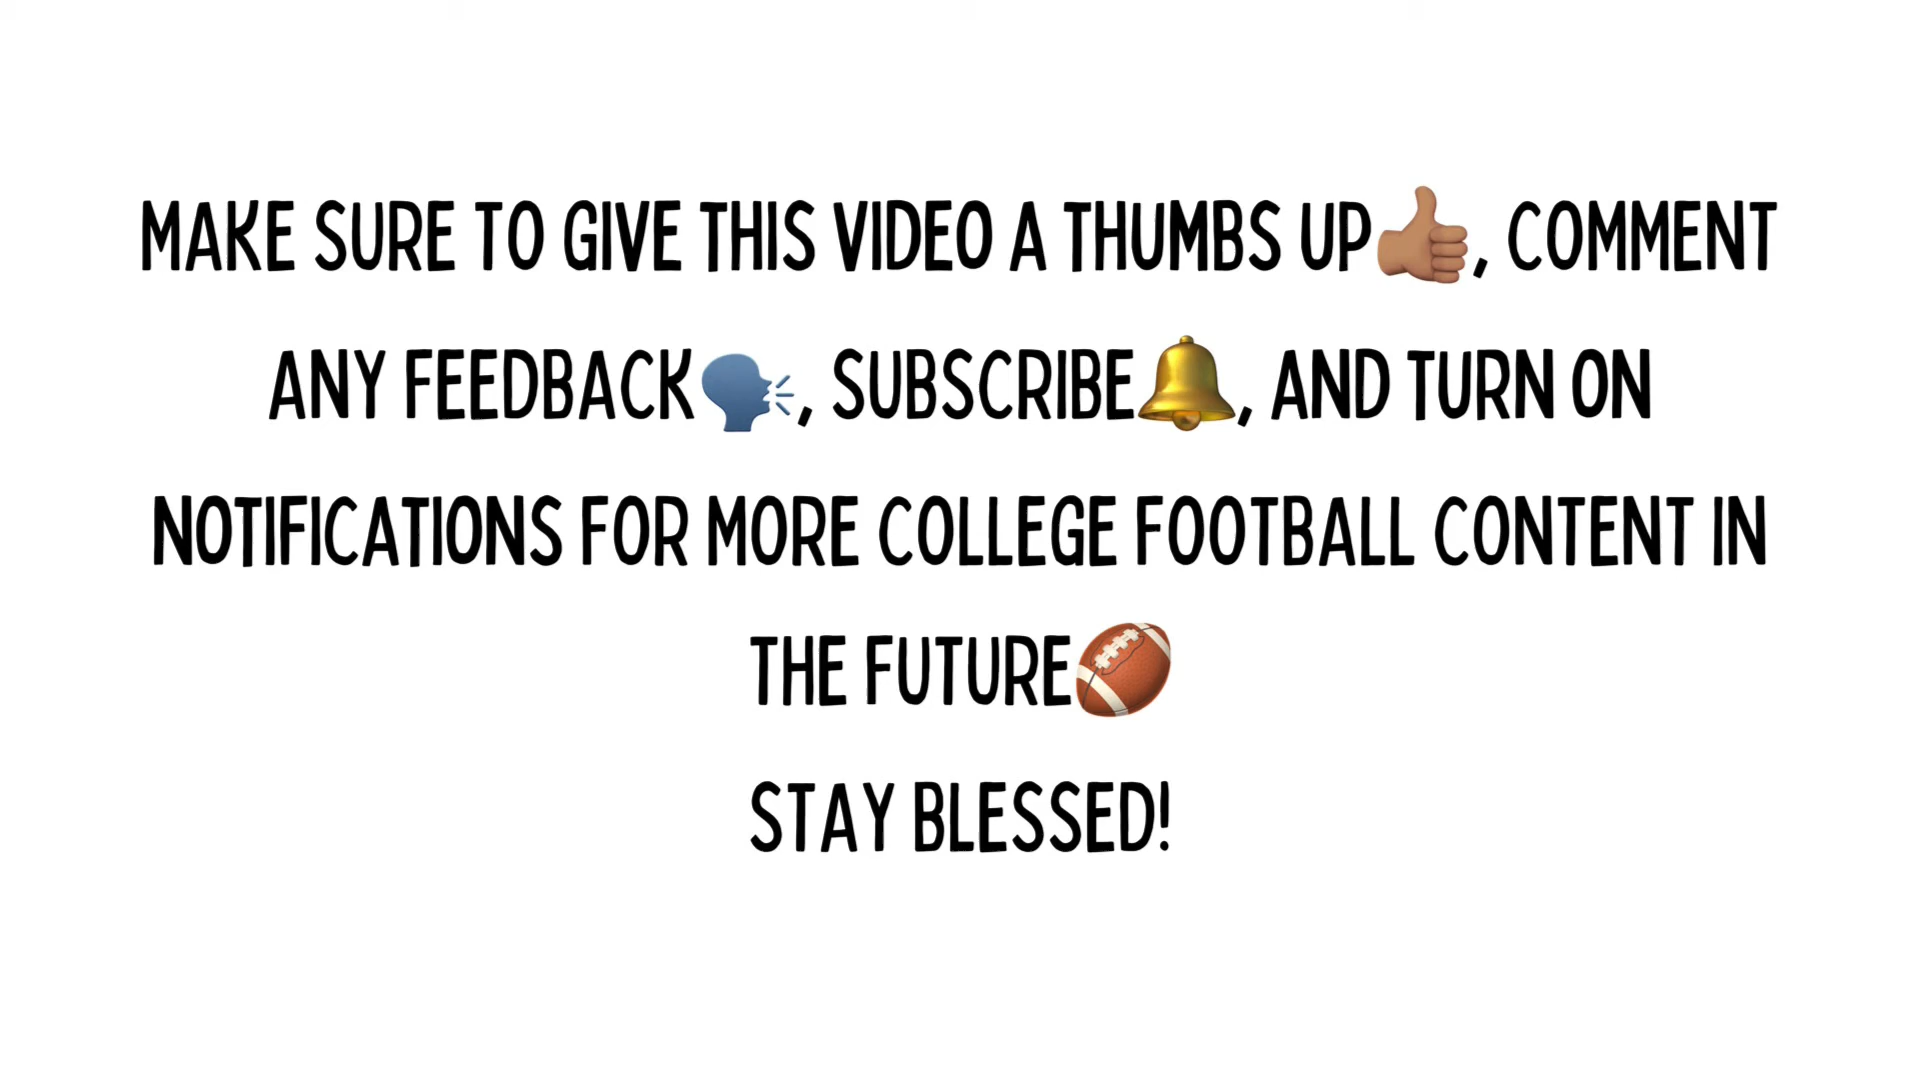 MAKE SURE TO GIVE THIS VIDEO A THUMBS UP👍🏽, COMMENT
ANY FEEDBACK🗣️, SUBSCRIBE🔔, AND TURN ON
NOTIFICATIONS FOR MORE COLLEGE FOOTBALL CONTENT IN
THE FUTURE🏈
STAY BLESSED!